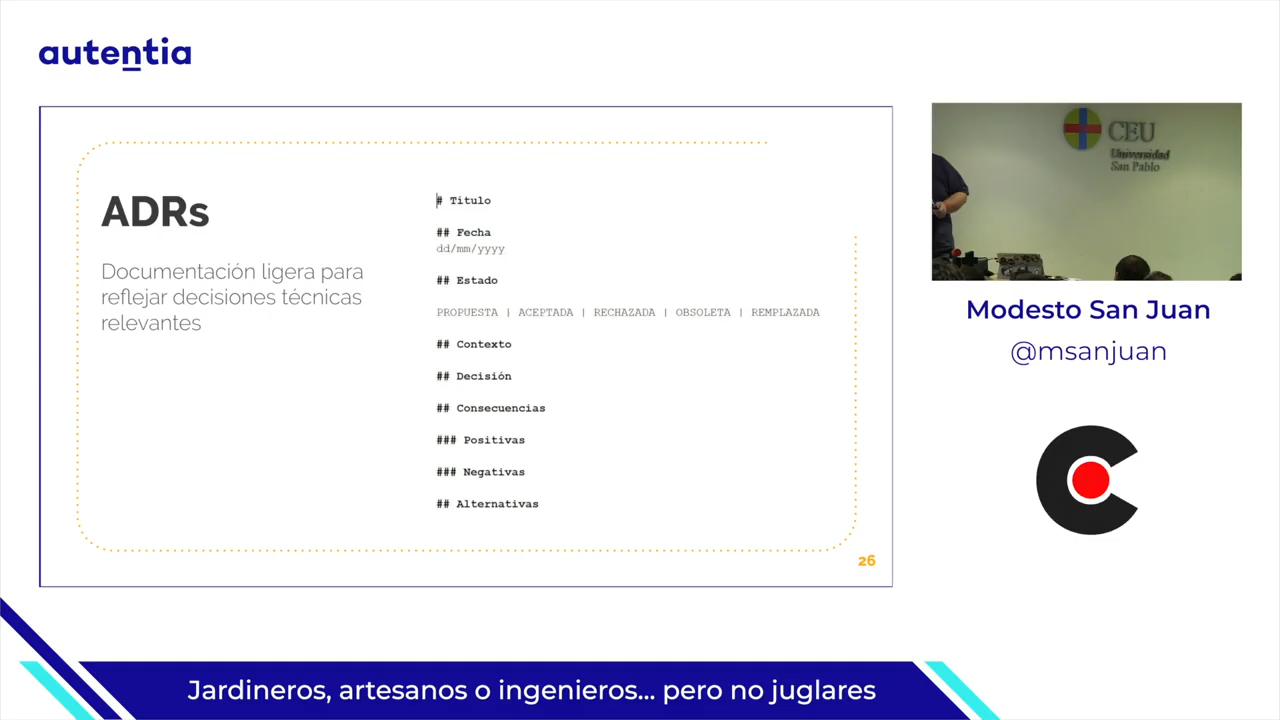 autentia
ADRs
Documentación ligera para
reflejar decisiones técnicas
relevantes
# Título
## Fecha
dd/mm/yyyy
## Estado
PROPUESTA | ACEPTADA | RECHAZADA | OBSOLETA | REMPLAZADA
## Contexto
## Decisión
## Consecuencias
### Positivas
### Negativas
## Alternativas
26
CEU
Universidad
San Pablo
Modesto San Juan
@msanjuan
Jardineros, artesanos o ingenieros... pero no juglares